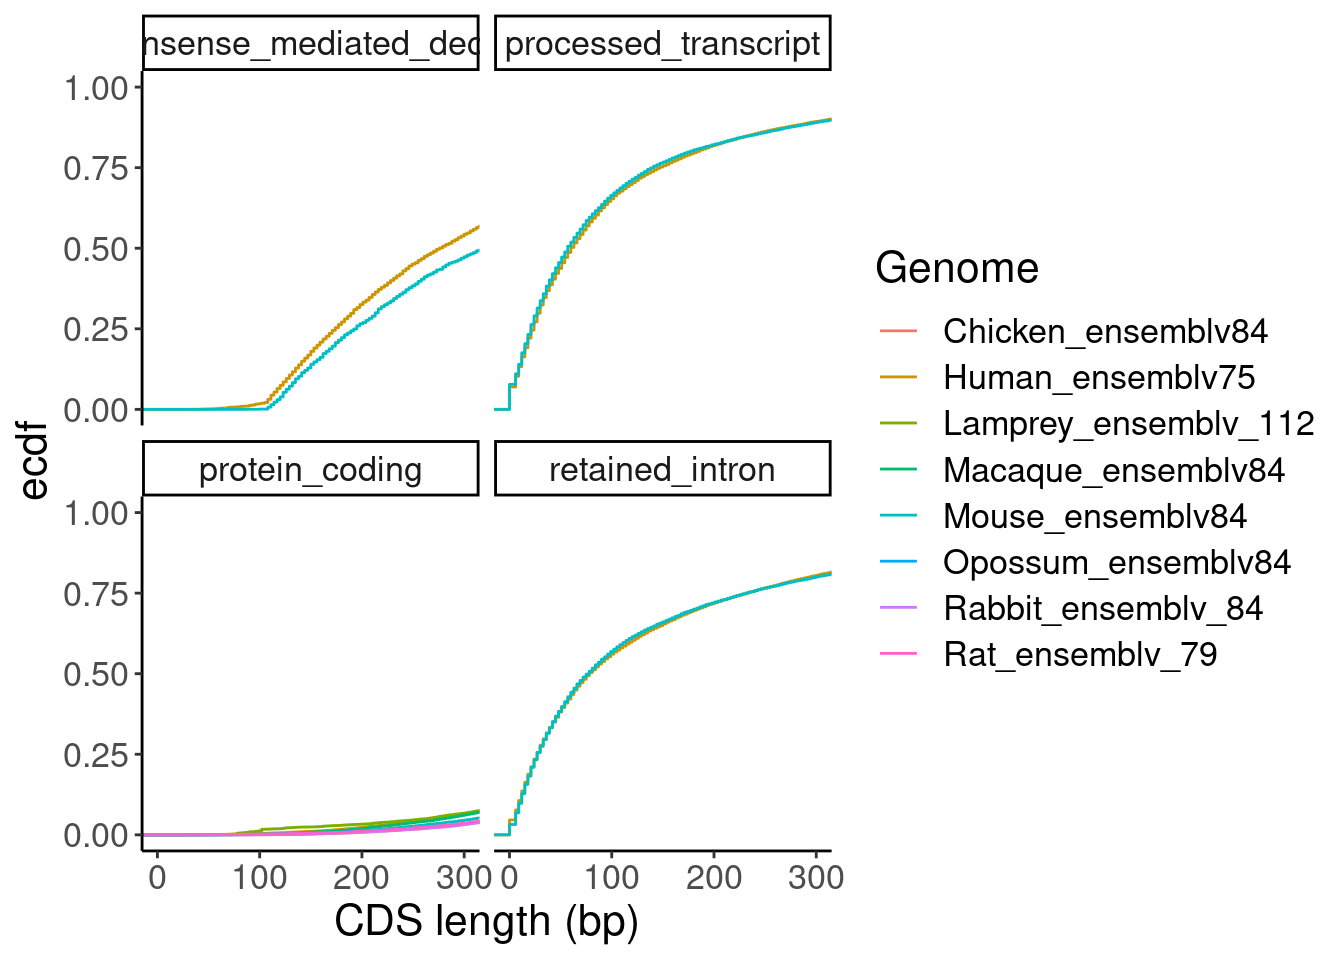 nsense_mediated_dec
processed_transcript
1.00
0.75
0.50
0.25
0.00
protein_coding
retained_intron
1.00
0.75
0.50
0.25
0.00
0 100 200 300 0 100 200 300
CDS length (bp)
ecdf
Genome
Chicken_ensemblv84
Human_ensemblv75
Lamprey_ensemblv_112
Macaque_ensemblv84
Mouse_ensemblv84
Opossum_ensemblv84
Rabbit_ensemblv_84
Rat_ensemblv_79